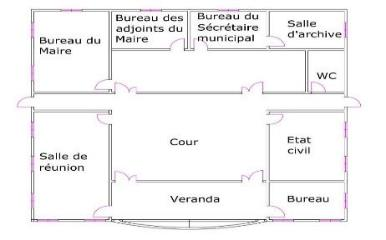 Bureau du
Maire
Bureau des
adjoints du
Maire
Bureau du
Sécrétaire
municipal
Salle
d'archive
WC
Salle de
réunion
Cour
Etat
civil
Veranda
Bureau